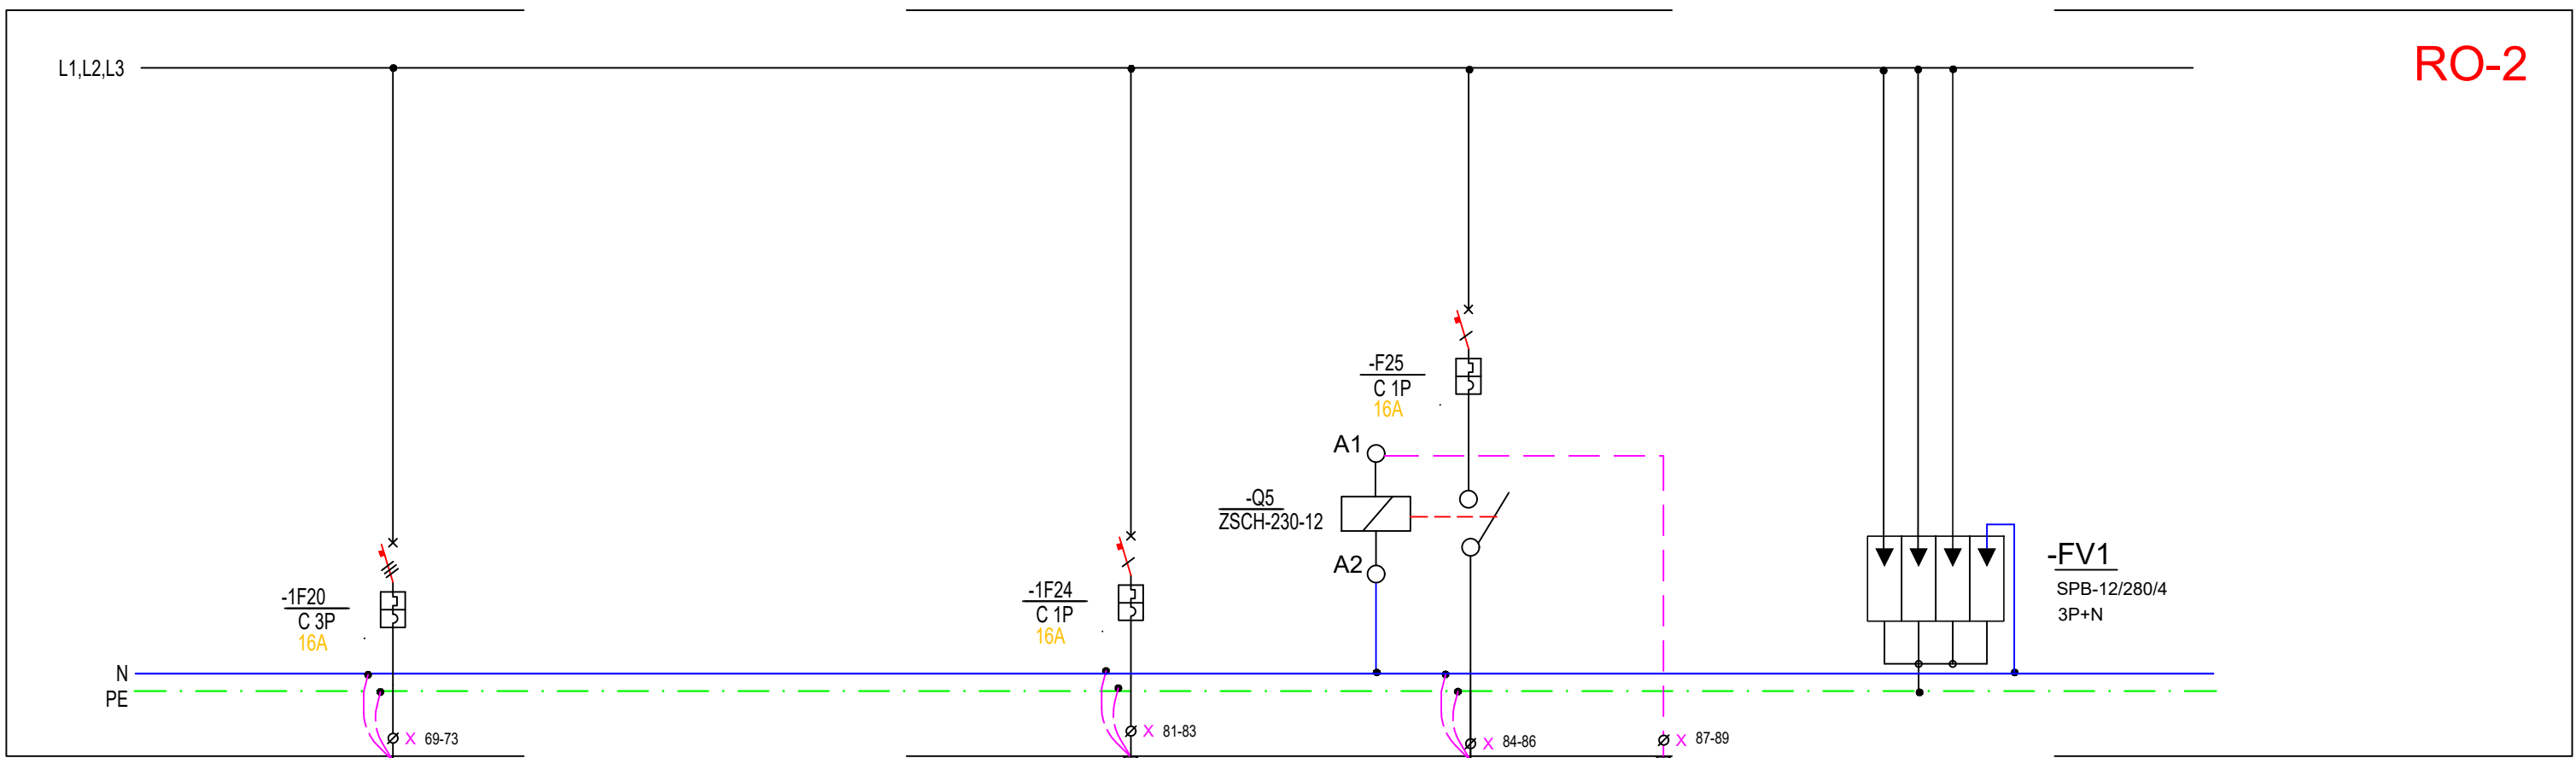 L1,L2,L3
RO-2
-F25
C 1P
16A
A1
-Q5
ZSCH-230-12
A2
-FV1
SPB-12/280/4
3P+N
-1F20
C 3P
16A
-1F24
C 1P
16A
N
PE
X 69-73
X 81-83
X 84-86
X 87-89